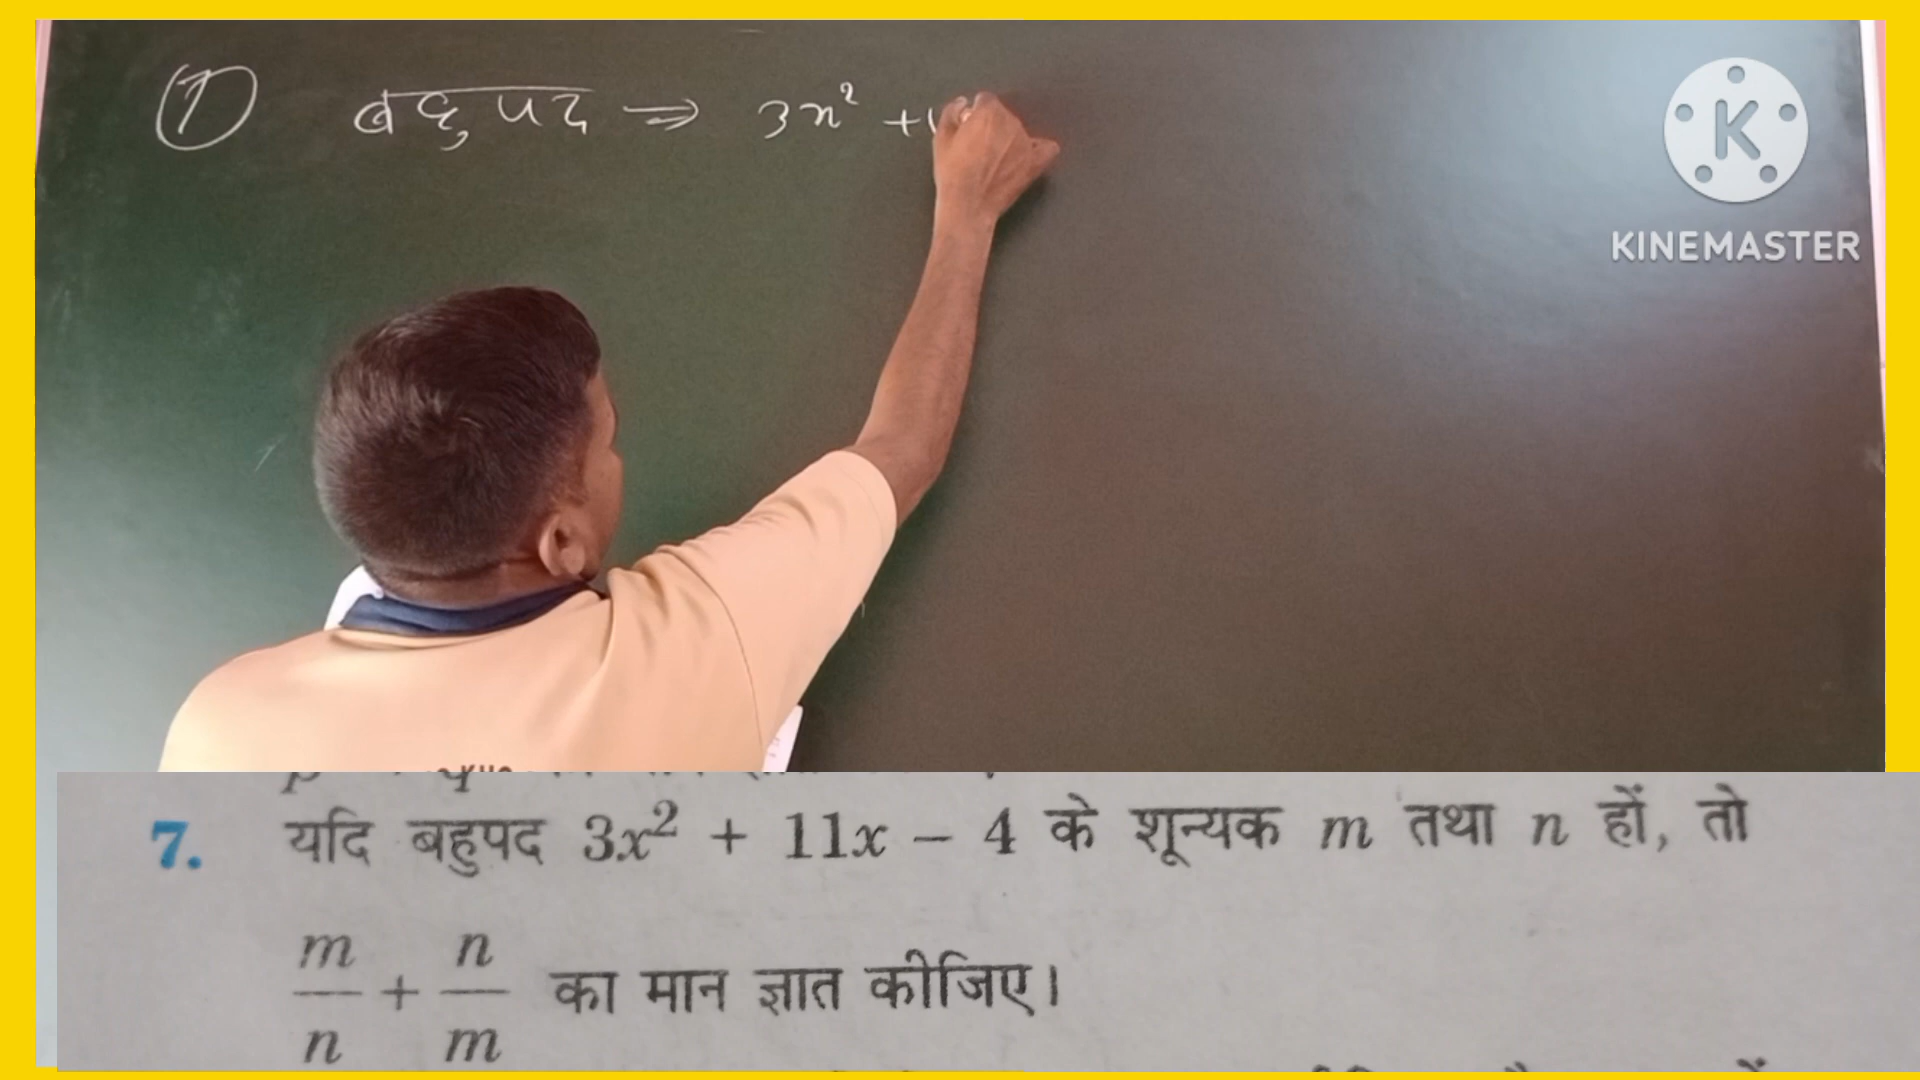 ① बहुपद ⇒ 3x² +
K
KINEMASTER
7. यदि बहुपद 3x² + 11x − 4 के शून्यक m तथा n हों, तो
m/n + n/m का मान ज्ञात कीजिए।